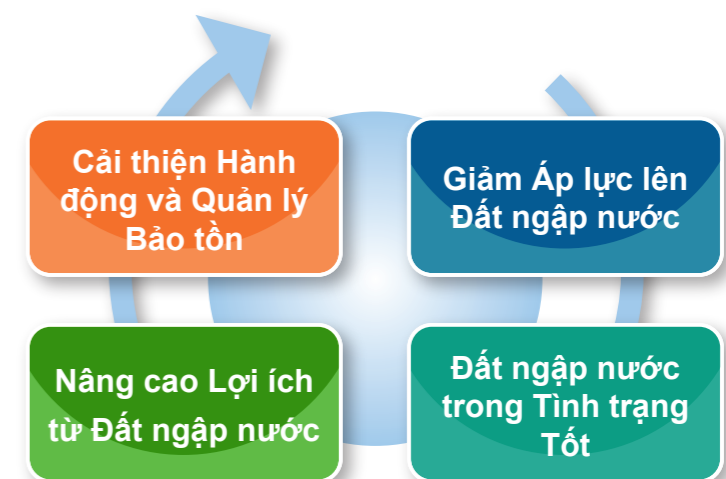 Cải thiện Hành
động và Quản lý
Bảo tồn
Giảm Áp lực lên
Đất ngập nước
Nâng cao Lợi ích
từ Đất ngập nước
Đất ngập nước
trong Tình trạng
Tốt